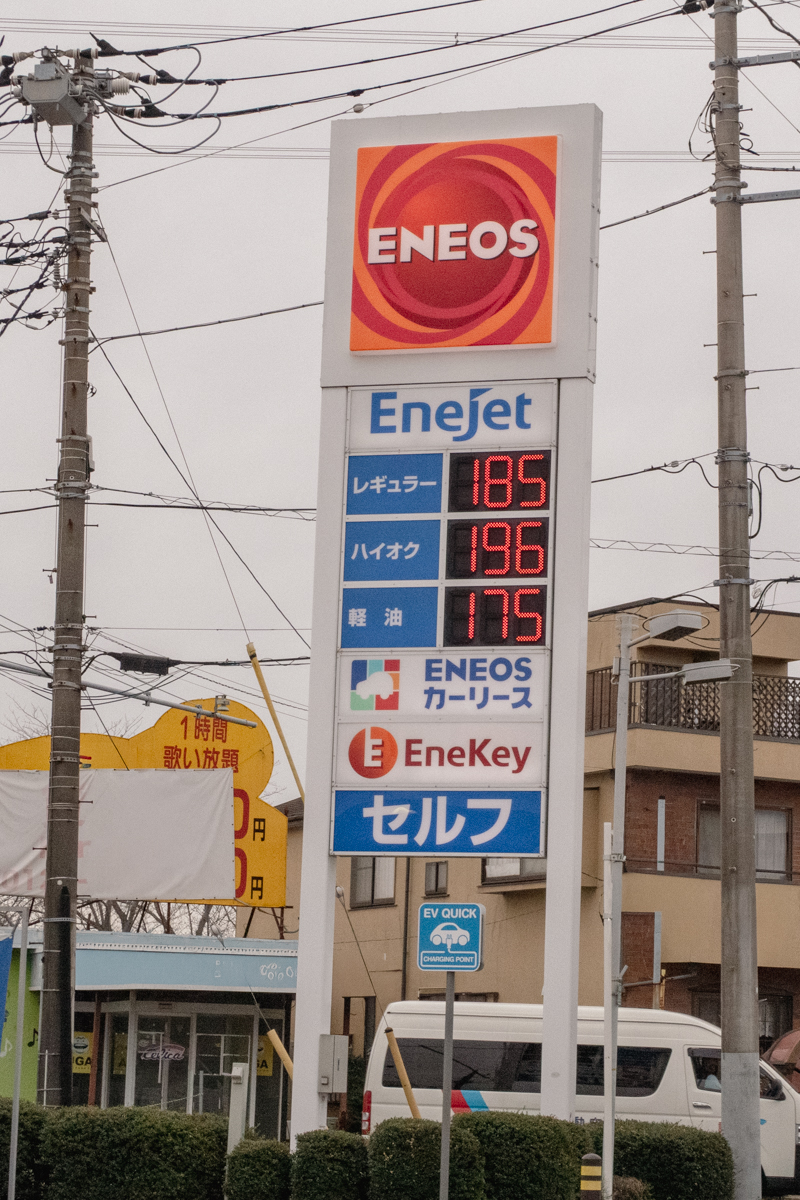 ENEOS
Enejet
レギュラー 185
ハイオク 196
軽油 175
ENEOS
カーリース
E EneKey
セルフ
1時間
歌い放題
0円
0円
EV QUICK
CHARGING POINT